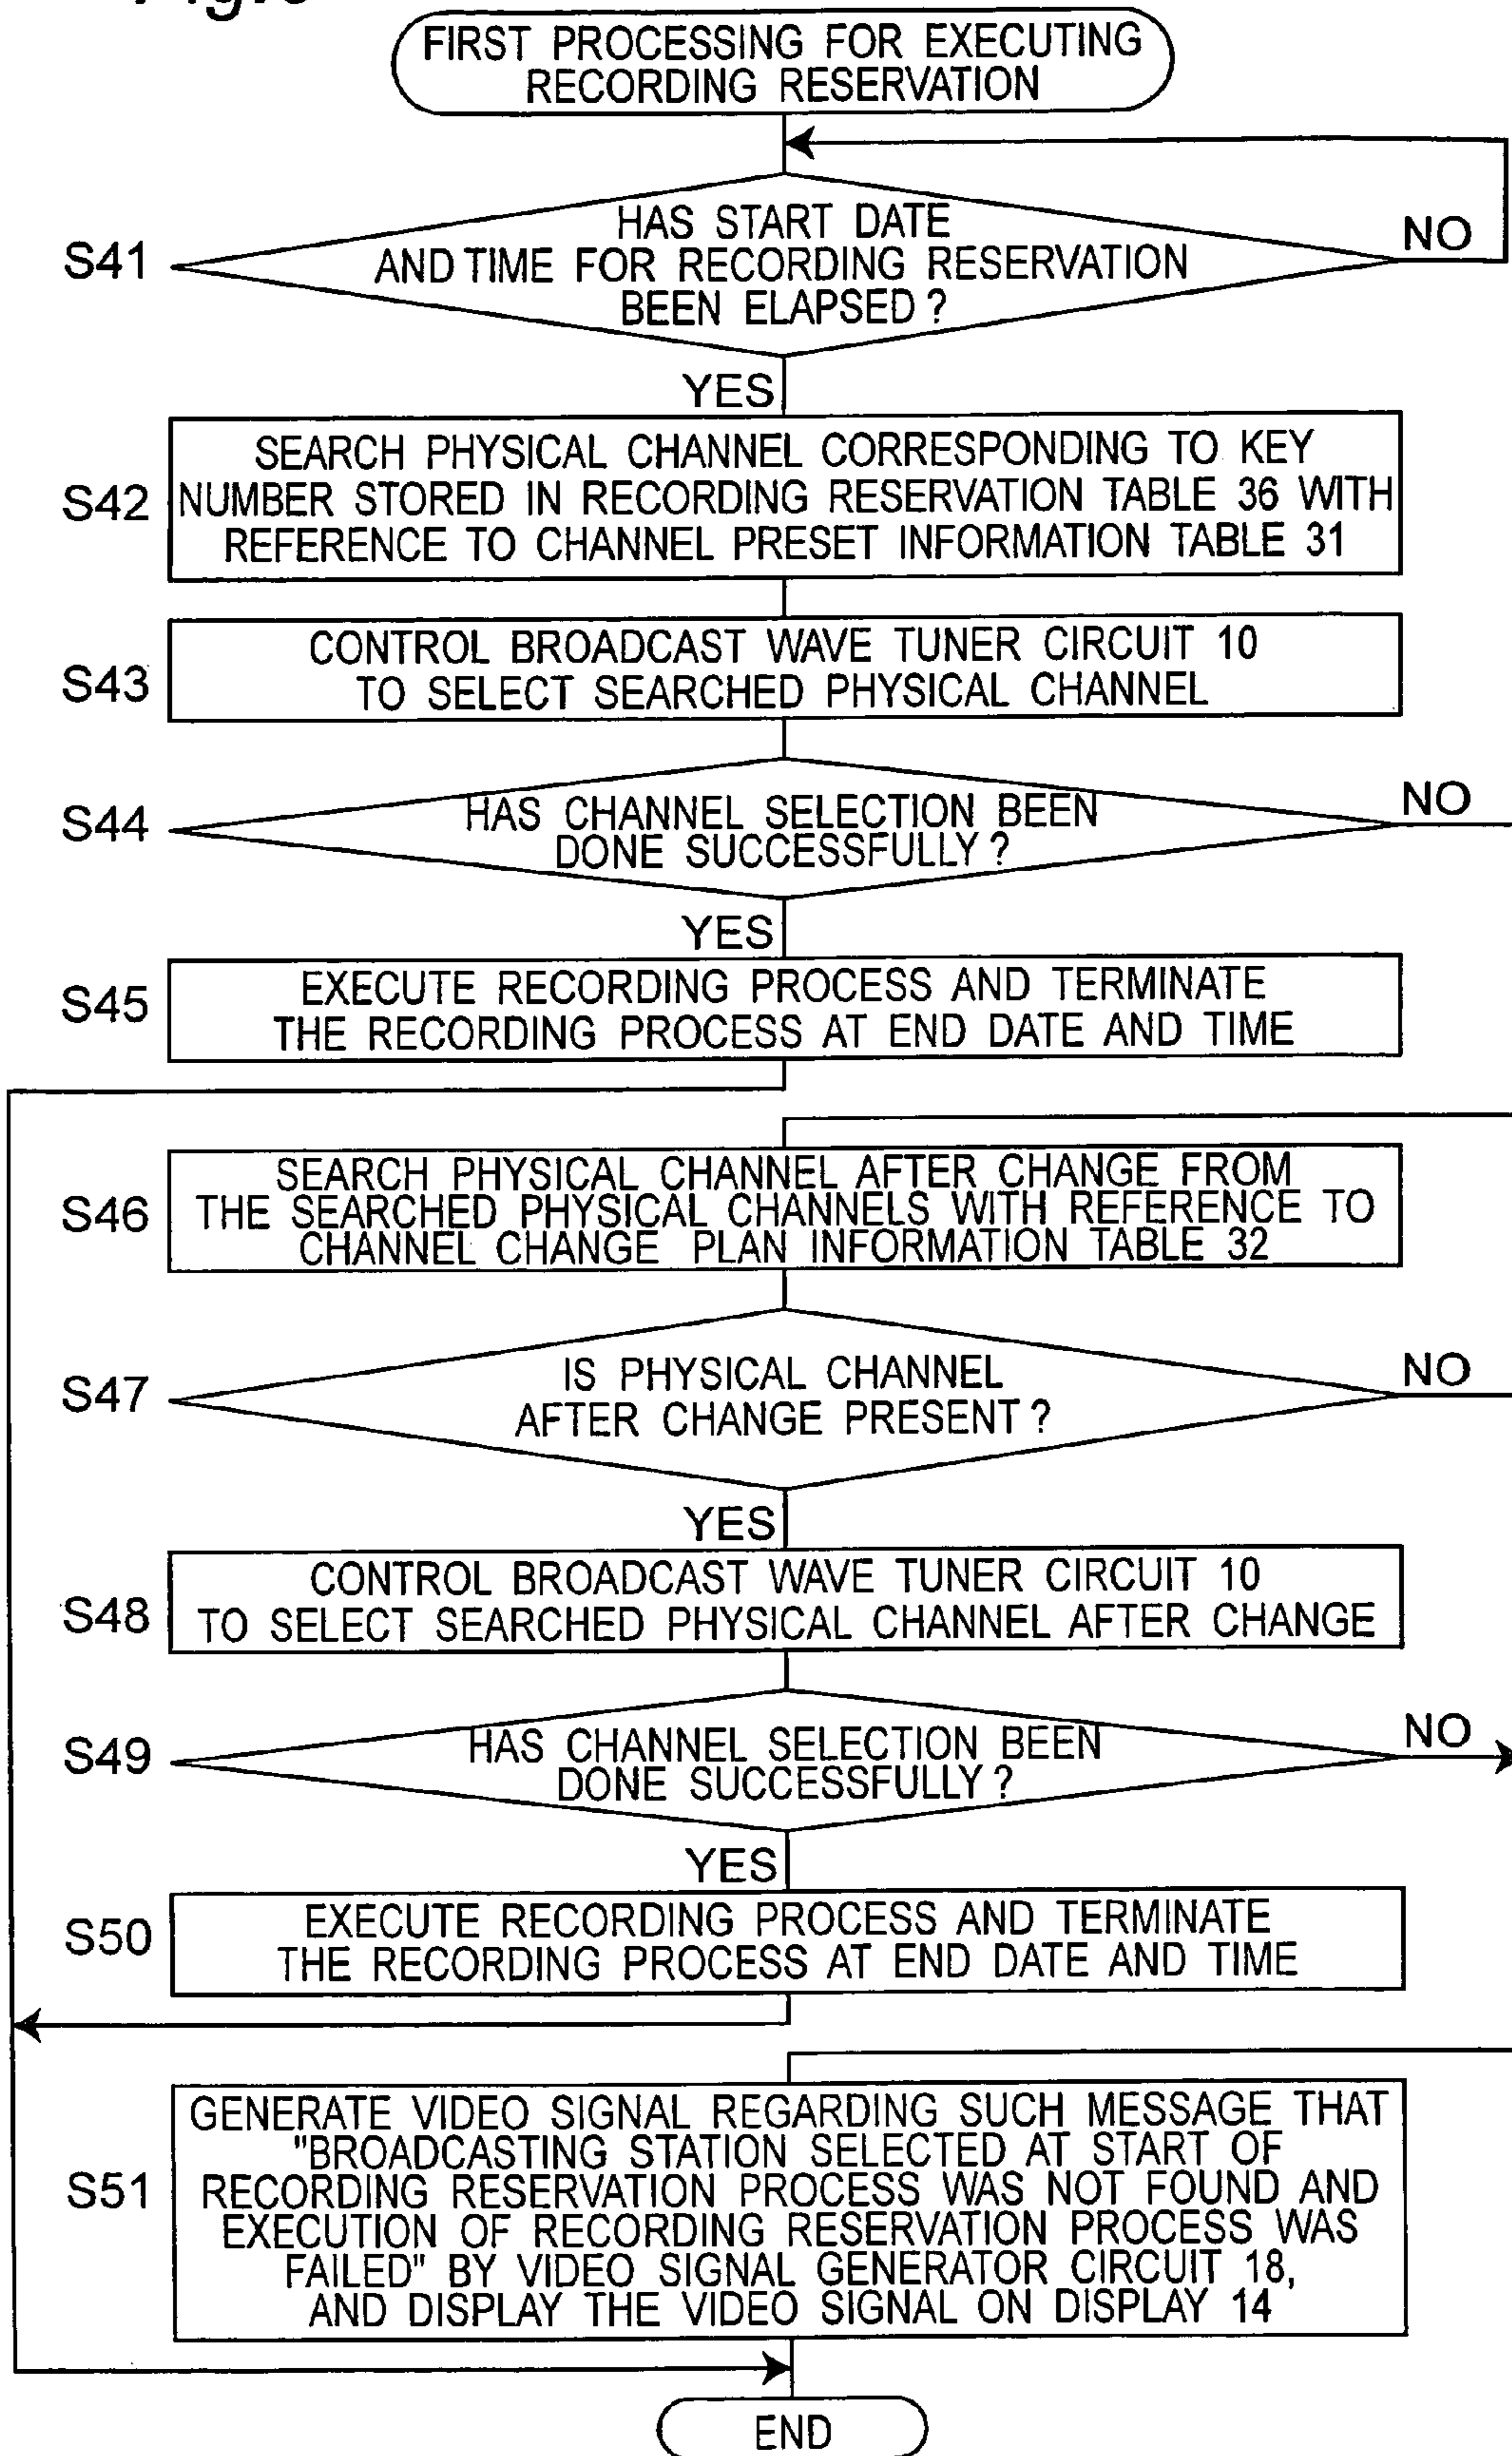 FIRST PROCESSING FOR EXECUTING
RECORDING RESERVATION
S41
HAS START DATE
AND TIME FOR RECORDING RESERVATION
BEEN ELAPSED ?
NO
YES
S42
SEARCH PHYSICAL CHANNEL CORRESPONDING TO KEY
NUMBER STORED IN RECORDING RESERVATION TABLE 36 WITH
REFERENCE TO CHANNEL PRESET INFORMATION TABLE 31
S43
CONTROL BROADCAST WAVE TUNER CIRCUIT 10
TO SELECT SEARCHED PHYSICAL CHANNEL
S44
HAS CHANNEL SELECTION BEEN
DONE SUCCESSFULLY ?
NO
YES
S45
EXECUTE RECORDING PROCESS AND TERMINATE
THE RECORDING PROCESS AT END DATE AND TIME
S46
SEARCH PHYSICAL CHANNEL AFTER CHANGE FROM
THE SEARCHED PHYSICAL CHANNELS WITH REFERENCE TO
CHANNEL CHANGE PLAN INFORMATION TABLE 32
S47
IS PHYSICAL CHANNEL
AFTER CHANGE PRESENT ?
NO
YES
S48
CONTROL BROADCAST WAVE TUNER CIRCUIT 10
TO SELECT SEARCHED PHYSICAL CHANNEL AFTER CHANGE
S49
HAS CHANNEL SELECTION BEEN
DONE SUCCESSFULLY ?
NO
YES
S50
EXECUTE RECORDING PROCESS AND TERMINATE
THE RECORDING PROCESS AT END DATE AND TIME
S51
GENERATE VIDEO SIGNAL REGARDING SUCH MESSAGE THAT
"BROADCASTING STATION SELECTED AT START OF
RECORDING RESERVATION PROCESS WAS NOT FOUND AND
EXECUTION OF RECORDING RESERVATION PROCESS WAS
FAILED" BY VIDEO SIGNAL GENERATOR CIRCUIT 18,
AND DISPLAY THE VIDEO SIGNAL ON DISPLAY 14
END